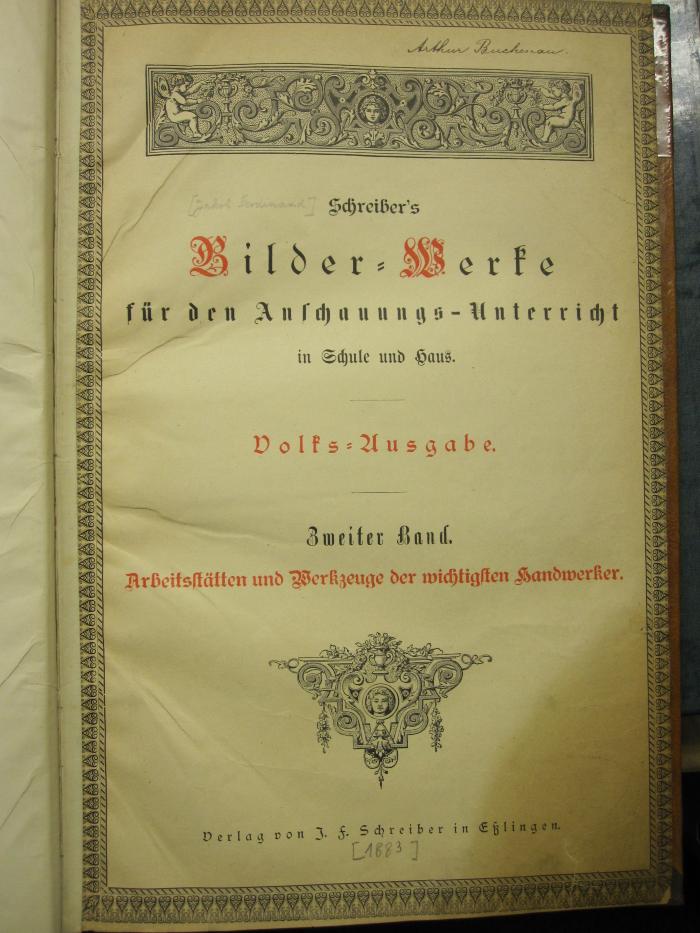 Arthur Buchenau.
[Jakob Ferdinand] Schreiber's
Bilder=Werke
für den Anschauungs-Unterricht
in Schule und Haus.
Volks=Ausgabe.
Zweiter Band.
Arbeitsstätten und Werkzeuge der wichtigsten Handwerker.
Verlag von J. F. Schreiber in Eßlingen.
[1883]